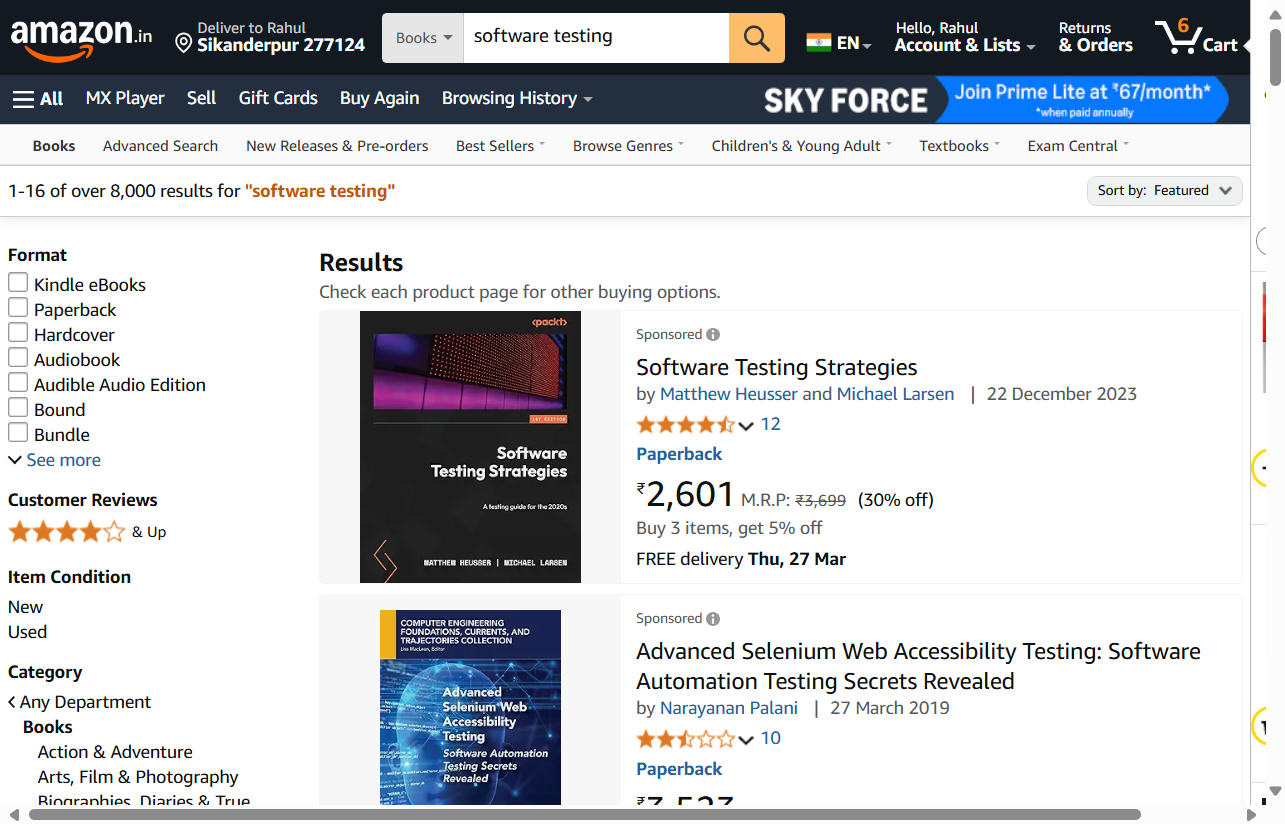 amazon.in
Deliver to Rahul
Sikanderpur 277124
Books
software testing
EN
Hello, Rahul
Account & Lists
Returns
& Orders
6
Cart
All
MX Player
Sell
Gift Cards
Buy Again
Browsing History
SKY FORCE
Join Prime Lite at ₹67/month*
*when paid annually
Books
Advanced Search
New Releases & Pre-orders
Best Sellers
Browse Genres
Children's & Young Adult
Textbooks
Exam Central
1-16 of over 8,000 results for "software testing"
Sort by: Featured
Format
Kindle eBooks
Paperback
Hardcover
Audiobook
Audible Audio Edition
Bound
Bundle
See more
Customer Reviews
& Up
Item Condition
New
Used
Category
Any Department
Books
Action & Adventure
Arts, Film & Photography
Biographies, Diaries & True
Results
Check each product page for other buying options.
<packt>
1ST EDITION
Software
Testing Strategies
A testing guide for the 2020s
MATTHEW HEUSSER | MICHAEL LARSEN
Sponsored
Software Testing Strategies
by Matthew Heusser and Michael Larsen | 22 December 2023
12
Paperback
₹2,601 M.R.P: ₹3,699 (30% off)
Buy 3 items, get 5% off
FREE delivery Thu, 27 Mar
COMPUTER ENGINEERING
FOUNDATIONS, CURRENTS, AND
TRAJECTORIES COLLECTION
Lisa MacLean, Editor
Advanced
Selenium Web
Accessibility
Testing
Software Automation
Testing Secrets
Revealed
Sponsored
Advanced Selenium Web Accessibility Testing: Software
Automation Testing Secrets Revealed
by Narayanan Palani | 27 March 2019
10
Paperback